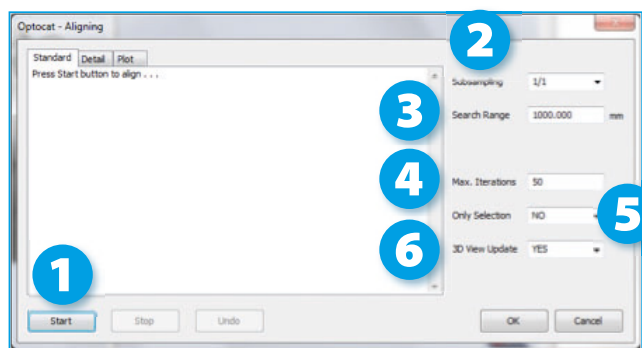 Optocat - Aligning
2
Standard Detail Plot
Press Start button to align . . .
Subsampling 1/1
3
Search Range 1000.000 mm
4
Max. Iterations 50
Only Selection NO
5
6
3D View Update YES
1
Start Stop Undo OK Cancel